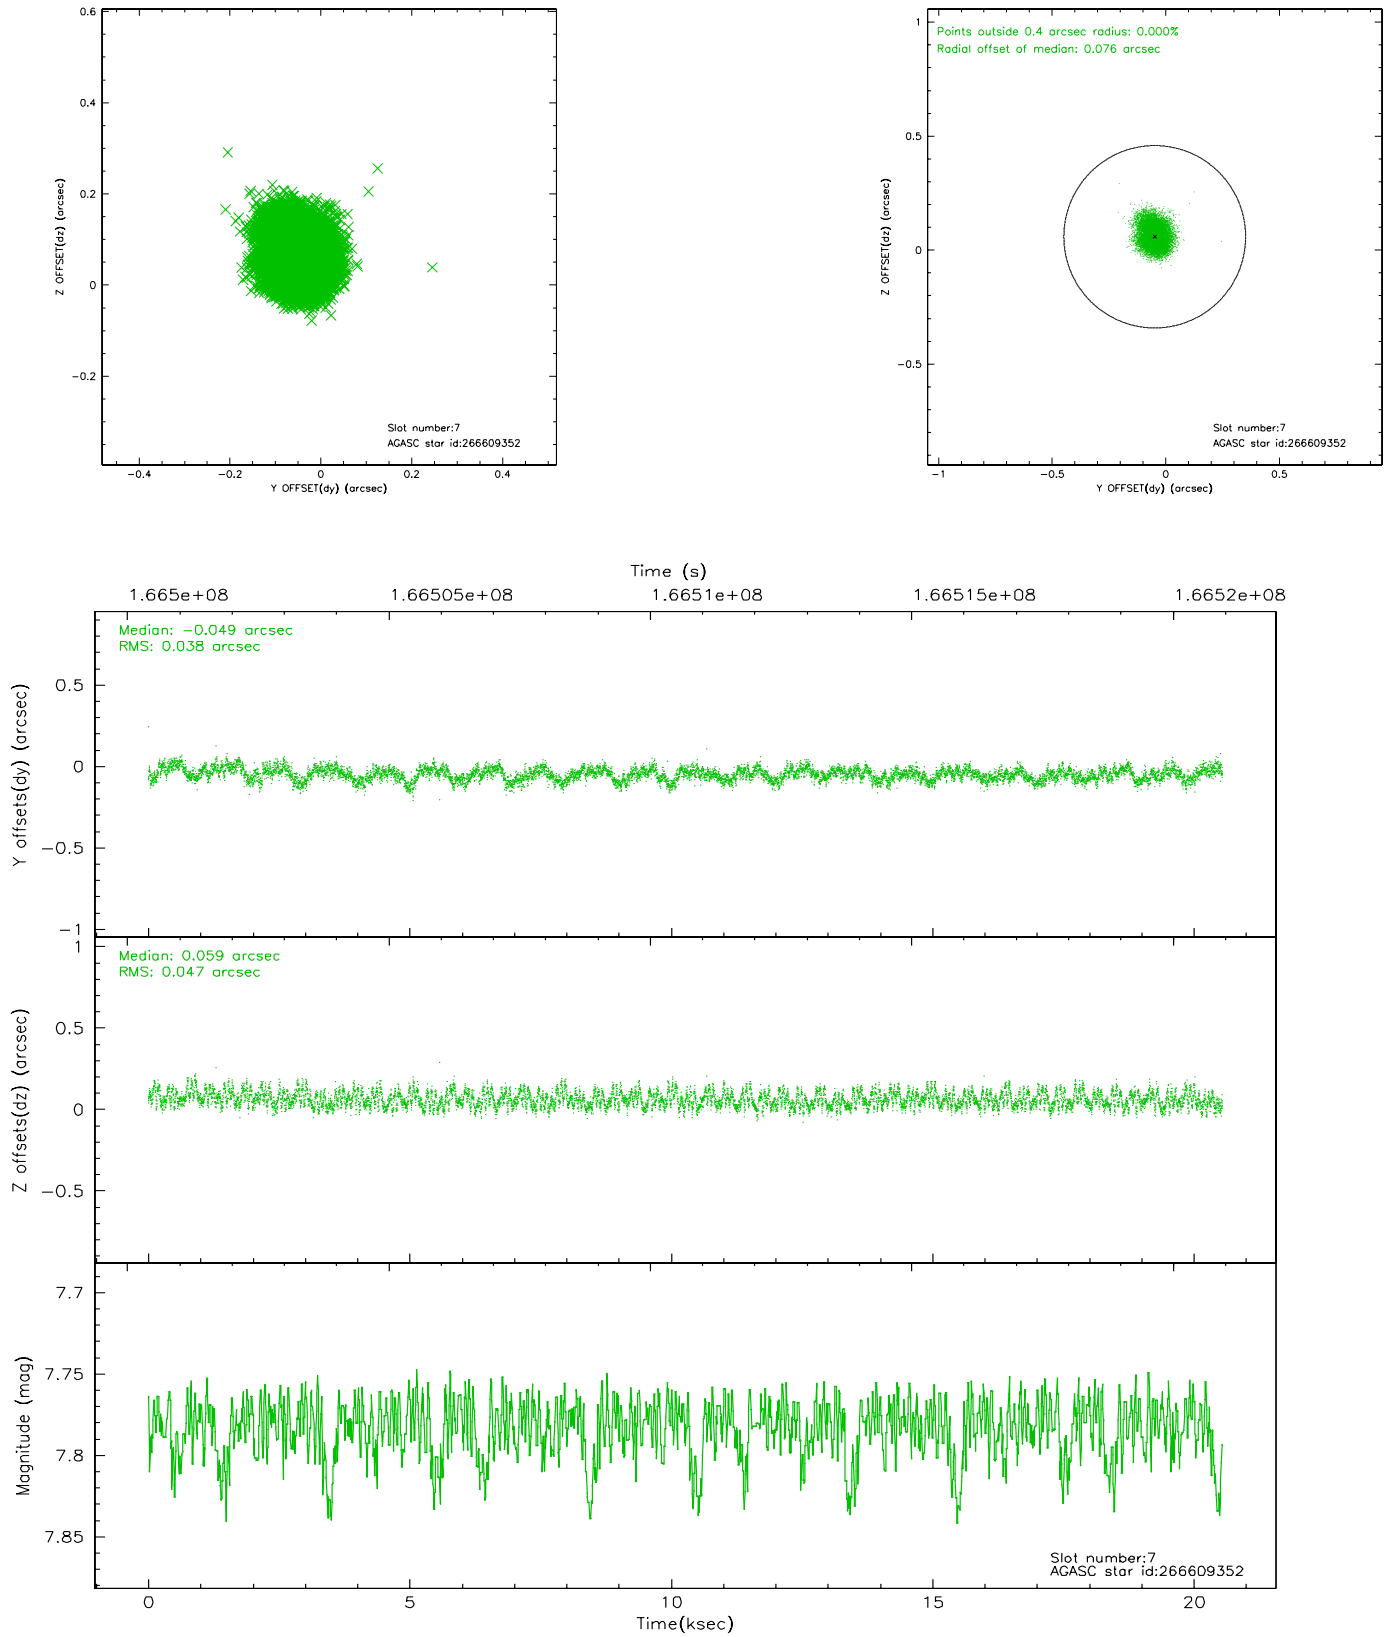 0.6
0.4
0.2
0
−0.2
Z OFFSET(dz) (arcsec)
Slot number:7
AGASC star id:266609352
−0.4 −0.2 0 0.2 0.4
Y OFFSET(dy) (arcsec)
Points outside 0.4 arcsec radius: 0.000%
Radial offset of median: 0.076 arcsec
1
0.5
0
−0.5
Z OFFSET(dz) (arcsec)
Slot number:7
AGASC star id:266609352
−1 −0.5 0 0.5
Y OFFSET(dy) (arcsec)
Time (s)
1.665e+08 1.66505e+08 1.6651e+08 1.66515e+08 1.6652e+08
Median: −0.049 arcsec
RMS: 0.038 arcsec
0.5
0
−0.5
−1
Y offsets(dy) (arcsec)
Median: 0.059 arcsec
RMS: 0.047 arcsec
1
0.5
0
−0.5
Z offsets(dz) (arcsec)
7.7
7.75
7.8
7.85
Magnitude (mag)
Slot number:7
AGASC star id:266609352
0 5 10 15 20
Time(ksec)